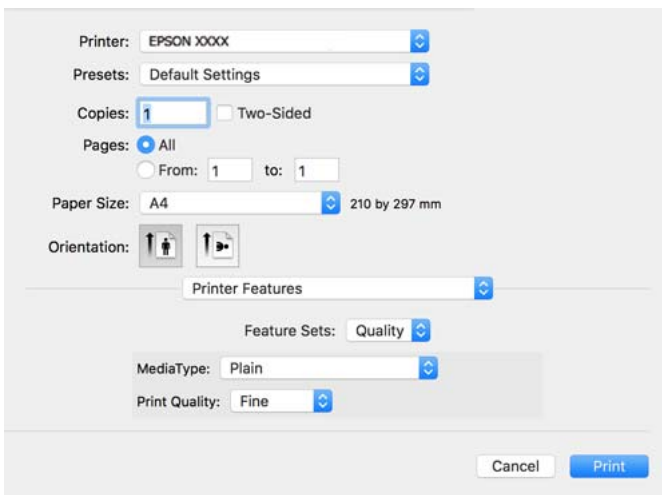 Printer: EPSON XXXX
Presets: Default Settings
Copies: 1 Two-Sided
Pages: All
From: 1 to: 1
Paper Size: A4 210 by 297 mm
Orientation:
Printer Features
Feature Sets: Quality
MediaType: Plain
Print Quality: Fine
Cancel Print